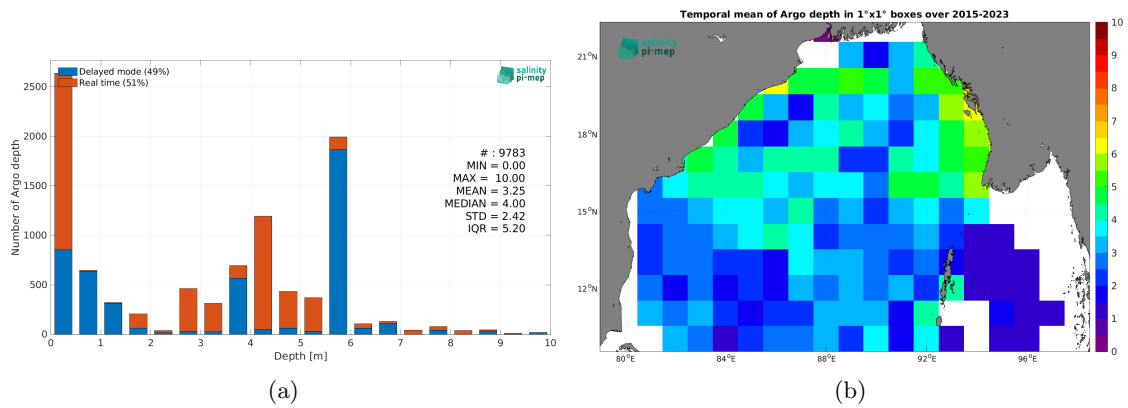 Delayed mode (49%)
Real time (51%)
salinity
pi-mep
# : 9783
MIN = 0.00
MAX = 10.00
MEAN = 3.25
MEDIAN = 4.00
STD = 2.42
IQR = 5.20
Number of Argo depth
2500
2000
1500
1000
500
0
0 1 2 3 4 5 6 7 8 9 10
Depth [m]
(a)
Temporal mean of Argo depth in 1°x1° boxes over 2015-2023
salinity
pi-mep
21°N
18°N
15°N
12°N
80°E 84°E 88°E 92°E 96°E
10
9
8
7
6
5
4
3
2
1
0
(b)